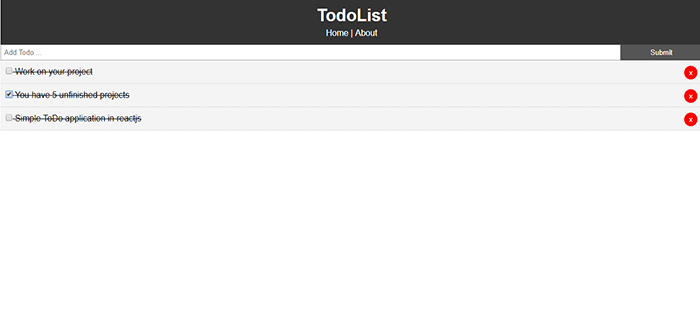 TodoList
Home | About
Add Todo ...
Submit
Work on your project
x
You have 5 unfinished projects
x
Simple ToDo application in reactjs
x